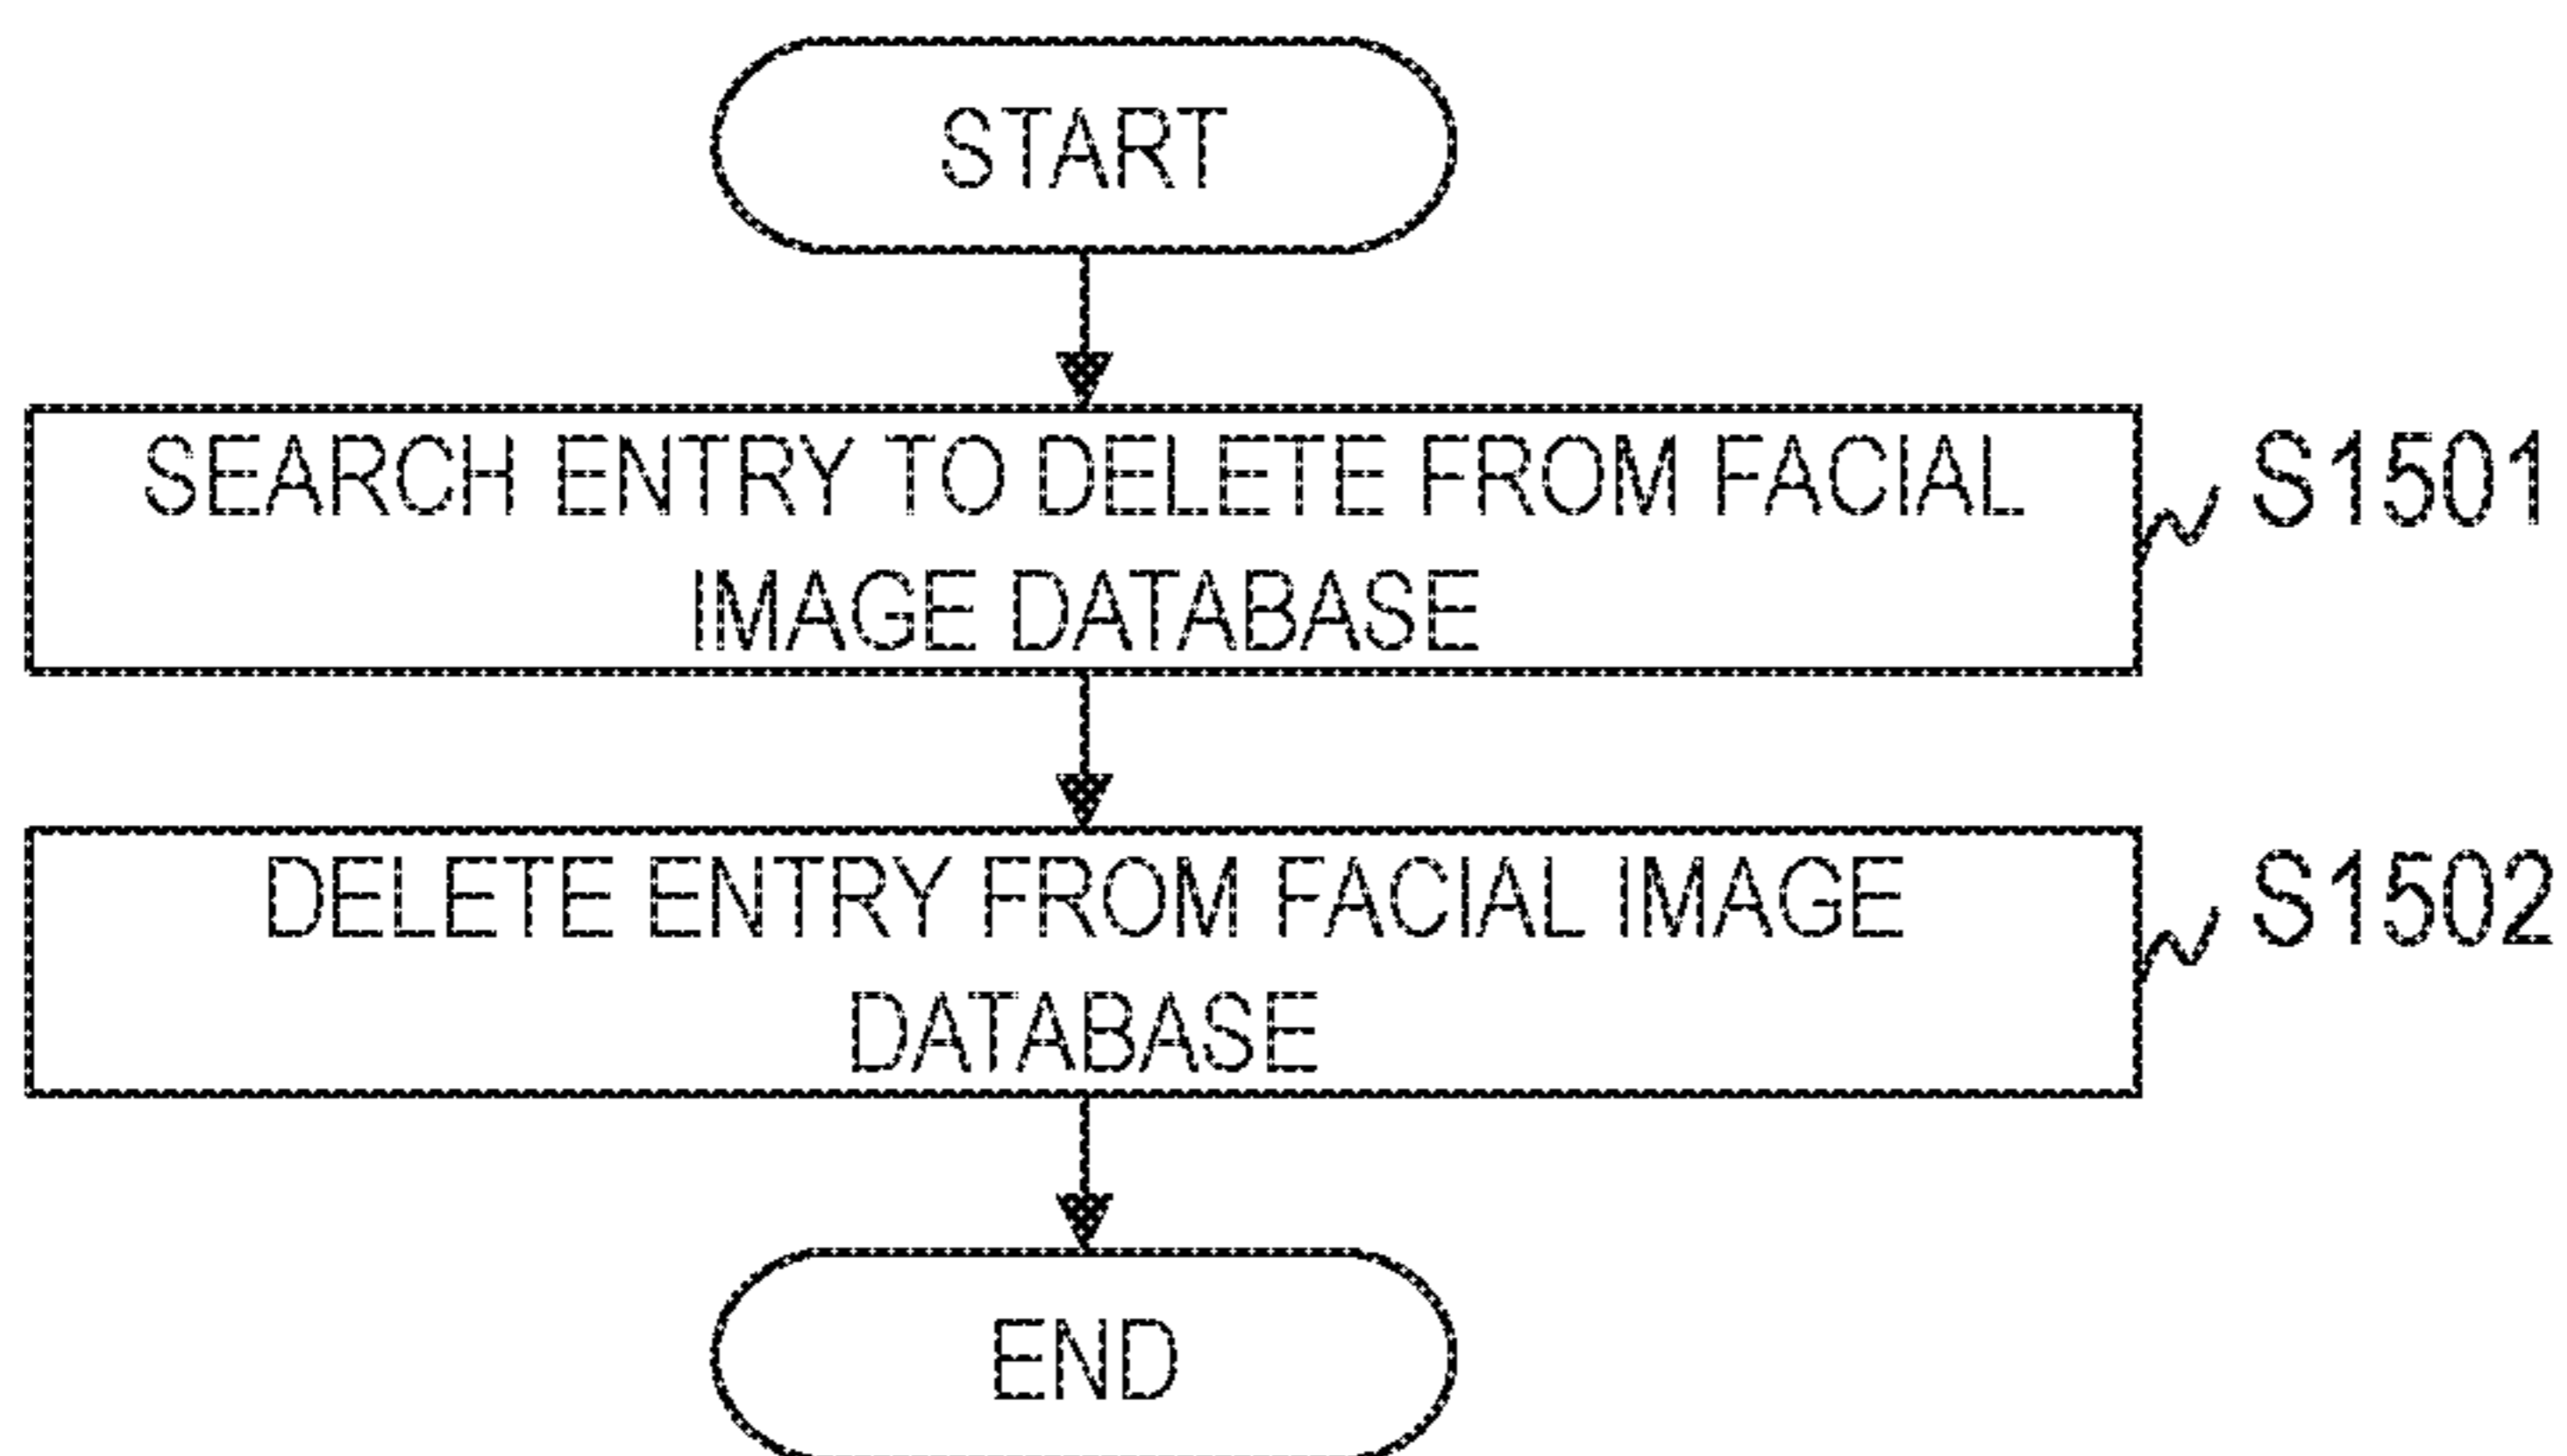 START
SEARCH ENTRY TO DELETE FROM FACIAL
IMAGE DATABASE
S1501
DELETE ENTRY FROM FACIAL IMAGE
DATABASE
S1502
END